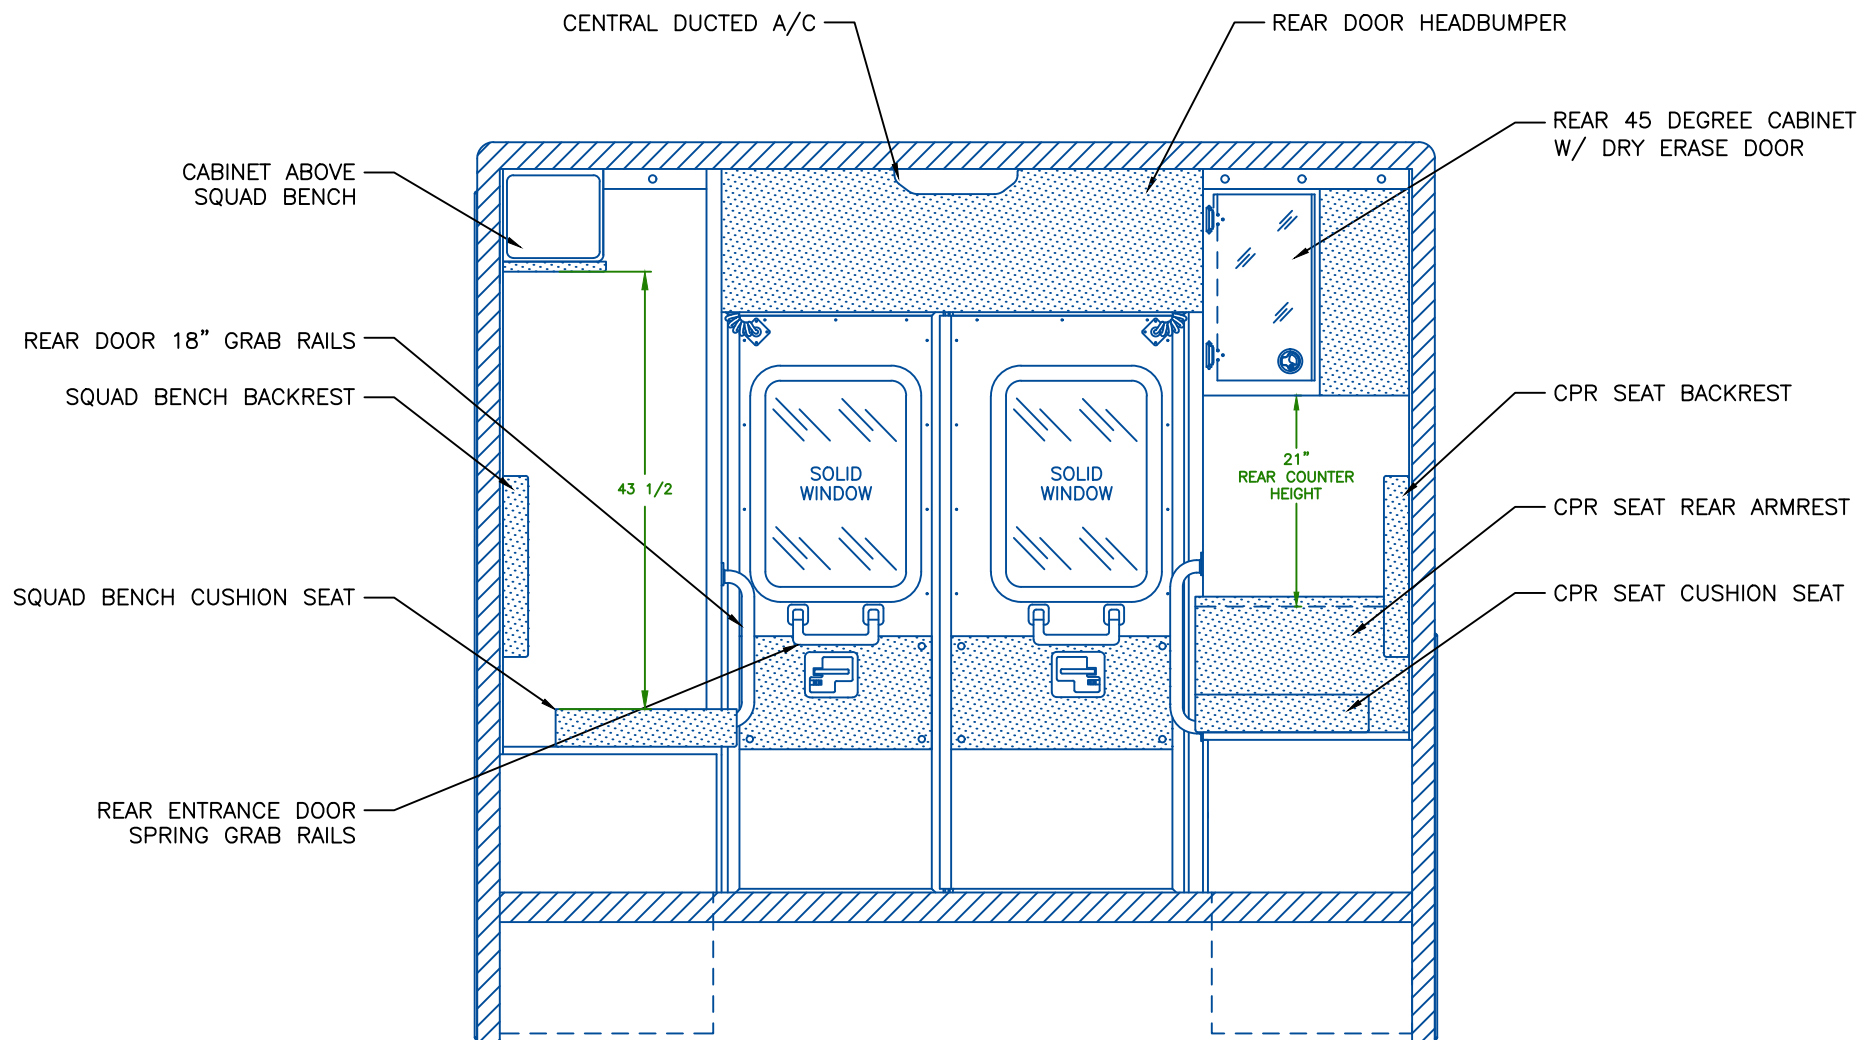 CENTRAL DUCTED A/C
REAR DOOR HEADBUMPER
REAR 45 DEGREE CABINET
W/ DRY ERASE DOOR
CABINET ABOVE
SQUAD BENCH
REAR DOOR 18" GRAB RAILS
SQUAD BENCH BACKREST
CPR SEAT BACKREST
SOLID
WINDOW
SOLID
WINDOW
43 1/2
21"
REAR COUNTER
HEIGHT
CPR SEAT REAR ARMREST
SQUAD BENCH CUSHION SEAT
CPR SEAT CUSHION SEAT
REAR ENTRANCE DOOR
SPRING GRAB RAILS